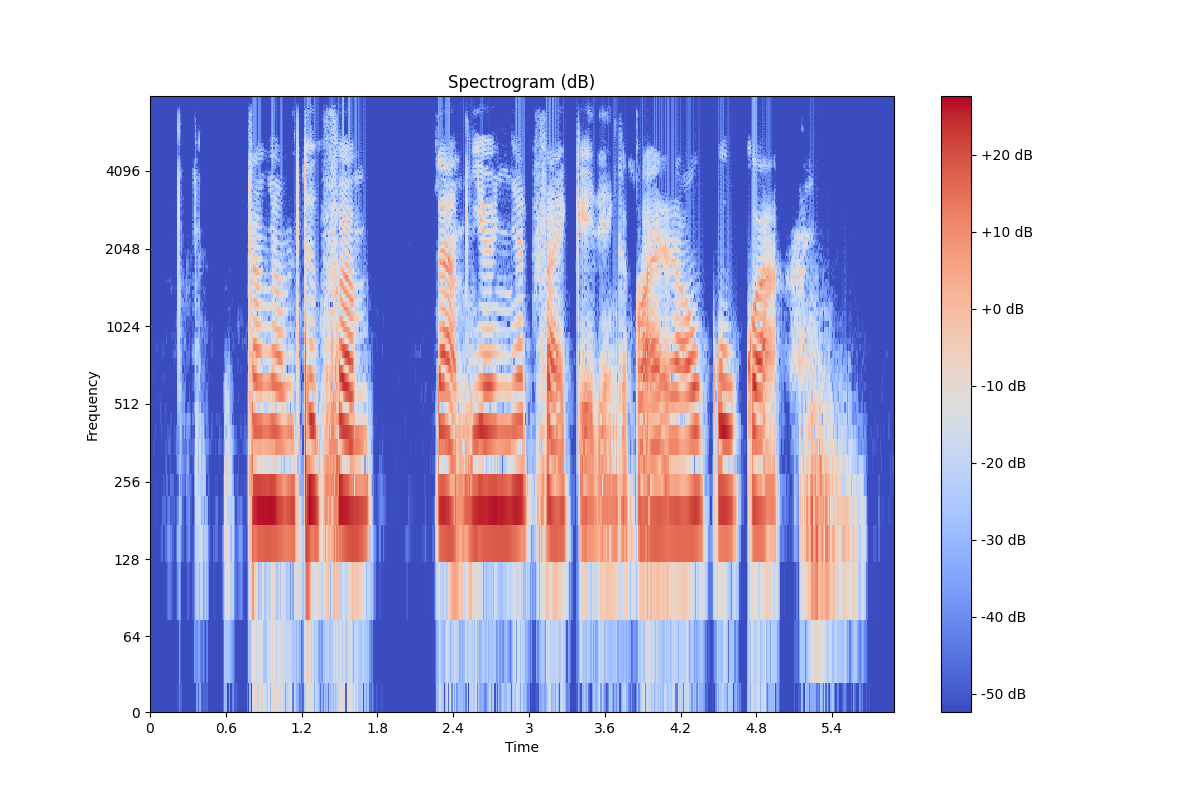 Spectrogram (dB)
4096
2048
1024
512
256
128
64
0
Frequency
0 0.6 1.2 1.8 2.4 3 3.6 4.2 4.8 5.4
Time
+20 dB
+10 dB
+0 dB
-10 dB
-20 dB
-30 dB
-40 dB
-50 dB